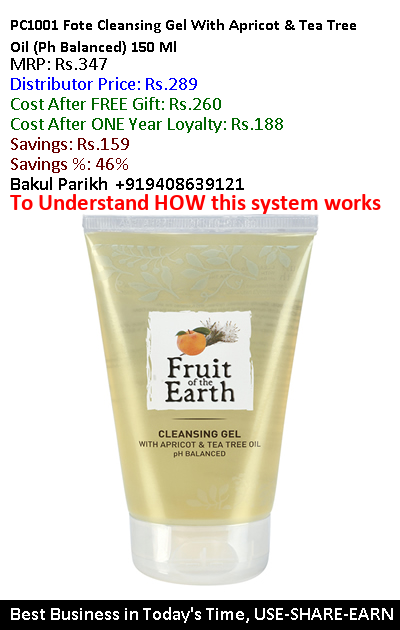 PC1001 Fote Cleansing Gel With Apricot & Tea Tree
Oil (Ph Balanced) 150 Ml
MRP: Rs.347
Distributor Price: Rs.289
Cost After FREE Gift: Rs.260
Cost After ONE Year Loyalty: Rs.188
Savings: Rs.159
Savings %: 46%
Bakul Parikh +919408639121
To Understand HOW this system works
Fruit
of the
Earth
CLEANSING GEL
WITH APRICOT & TEA TREE OIL
pH BALANCED
Best Business in Today's Time, USE-SHARE-EARN